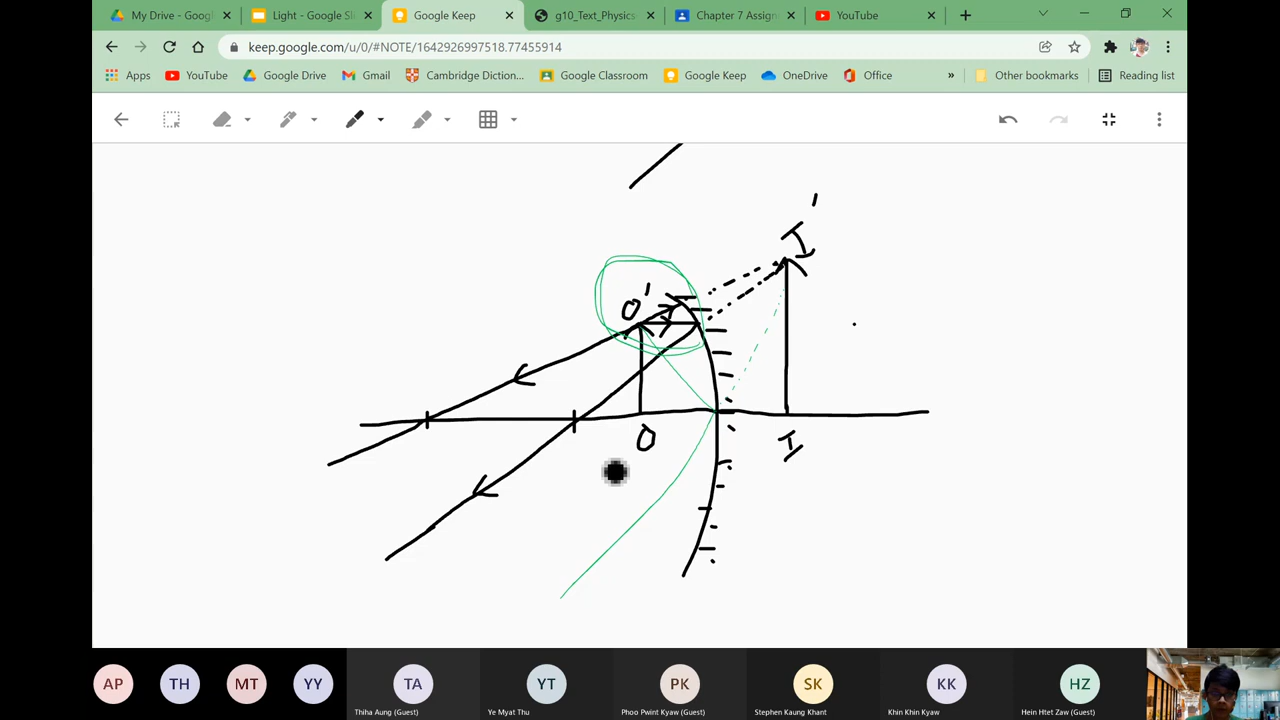 My Drive - Goog
Light - Google Sli
Google Keep
g10_Text_Physics
Chapter 7 Assign
YouTube
keep.google.com/u/0/#NOTE/1642926997518.77455914
Apps
YouTube
Google Drive
Gmail
Cambridge Diction...
Google Classroom
Google Keep
OneDrive
Office
»
Other bookmarks
Reading list
I'
O'
O
I
AP
TH
MT
YY
TA
YT
PK
SK
KK
HZ
Thiha Aung (Guest)
Ye Myat Thu
Phoo Pwint Kyaw (Guest)
Stephen Kaung Khant
Khin Khin Kyaw
Hein Htet Zaw (Guest)